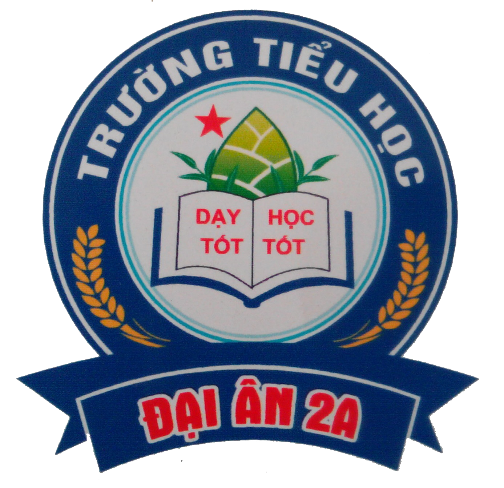 TRƯỜNG TIỂU HỌC
DẠY TỐT
HỌC TỐT
ĐẠI ÂN 2A